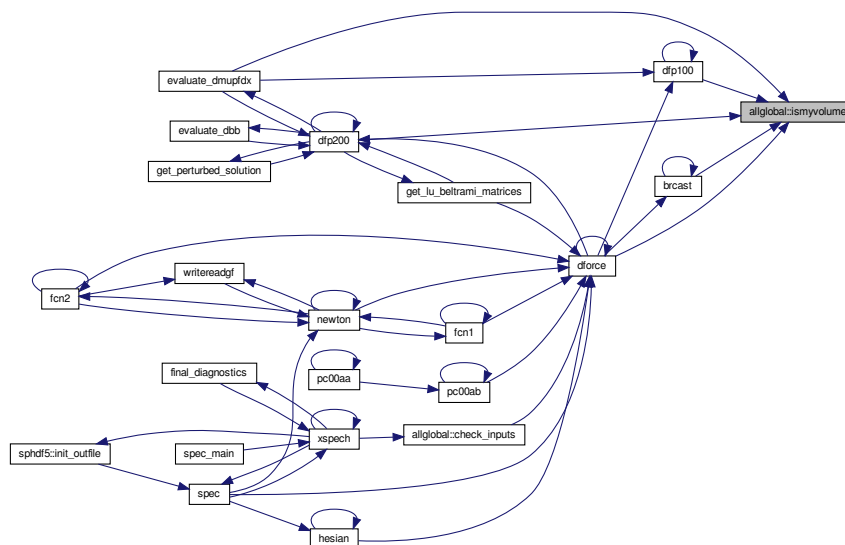 dfp100
evaluate_dmupfdx
allglobal::ismyvolume
evaluate_dbb
dfp200
get_perturbed_solution
brcast
get_lu_beltrami_matrices
dforce
writereadgf
fcn2
newton
fcn1
final_diagnostics
pc00aa
pc00ab
allglobal::check_inputs
xspech
sphdf5::init_outfile
spec_main
spec
hesian